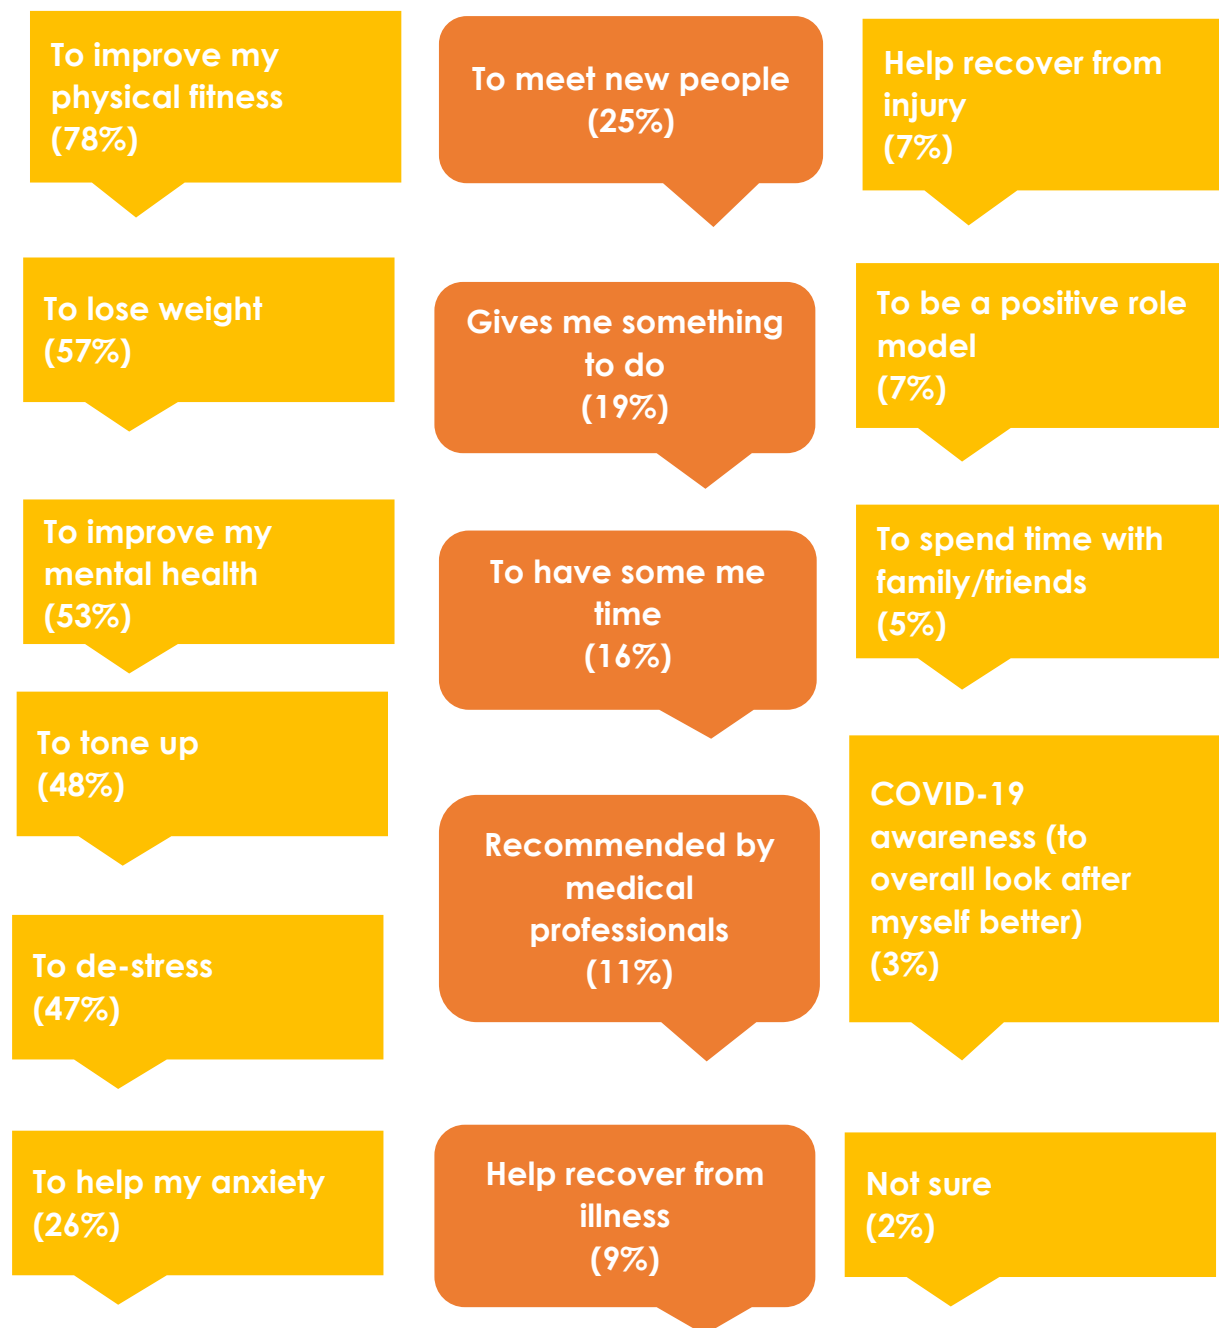 To improve my
physical fitness
(78%)
To lose weight
(57%)
To improve my
mental health
(53%)
To tone up
(48%)
To de-stress
(47%)
To help my anxiety
(26%)
To meet new people
(25%)
Gives me something
to do
(19%)
To have some me
time
(16%)
Recommended by
medical
professionals
(11%)
Help recover from
illness
(9%)
Help recover from
injury
(7%)
To be a positive role
model
(7%)
To spend time with
family/friends
(5%)
COVID-19
awareness (to
overall look after
myself better)
(3%)
Not sure
(2%)